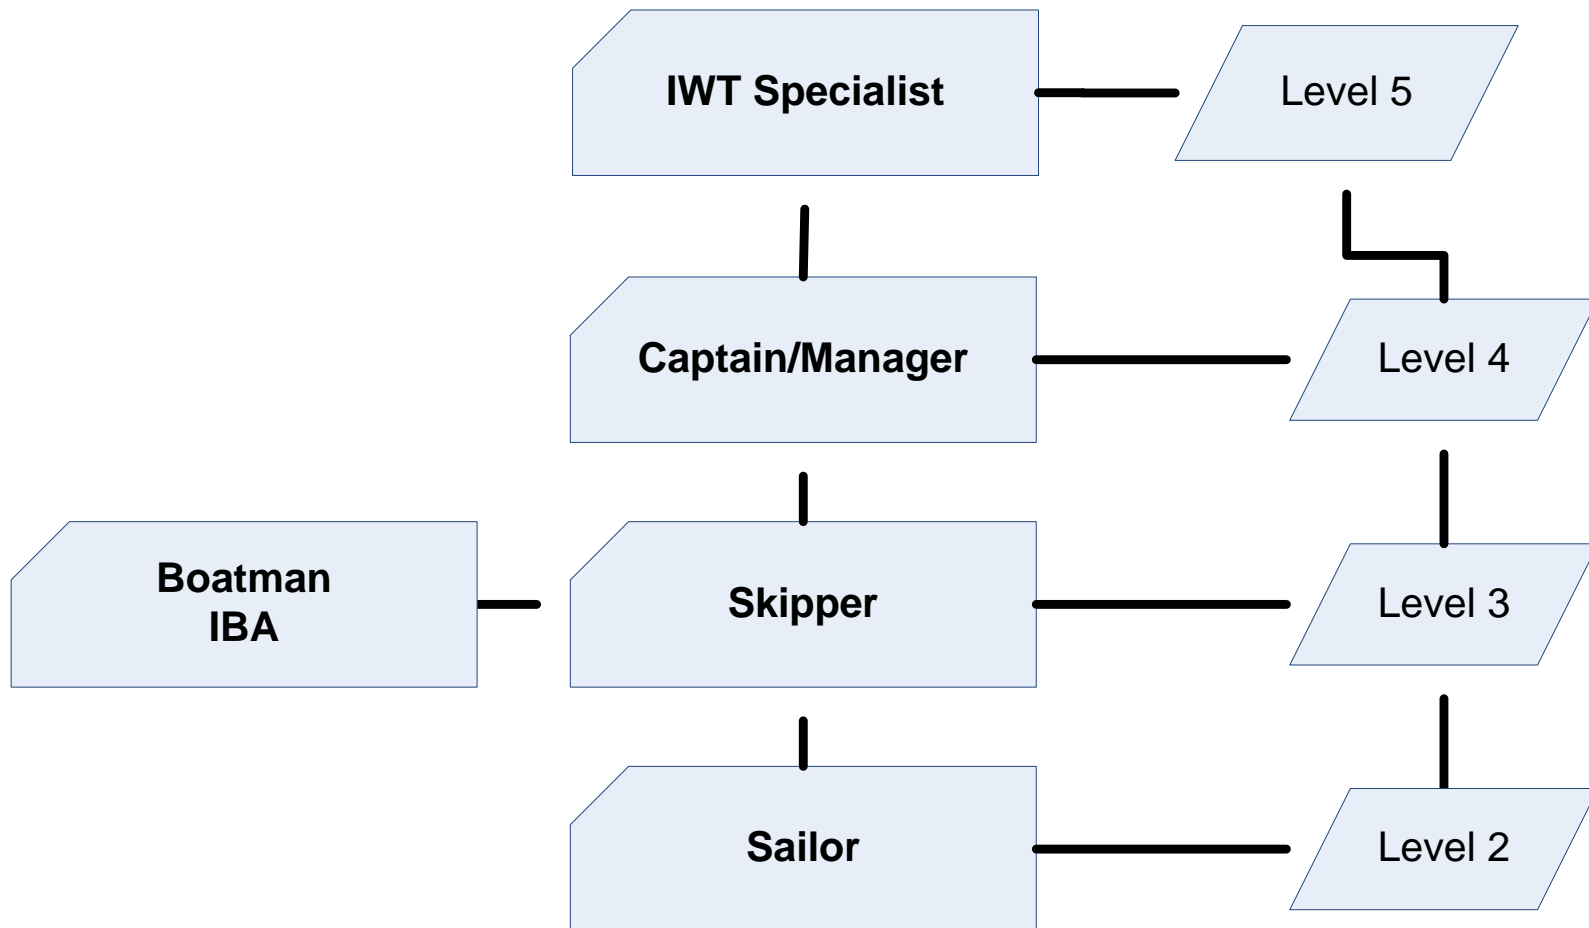 IWT Specialist
Level 5
Captain/Manager
Level 4
Boatman
IBA
Skipper
Level 3
Sailor
Level 2